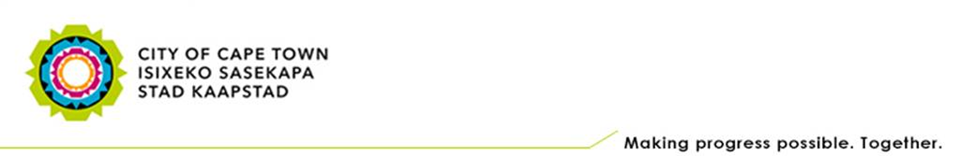 CITY OF CAPE TOWN
ISIXEKO SASEKAPA
STAD KAAPSTAD
Making progress possible. Together.